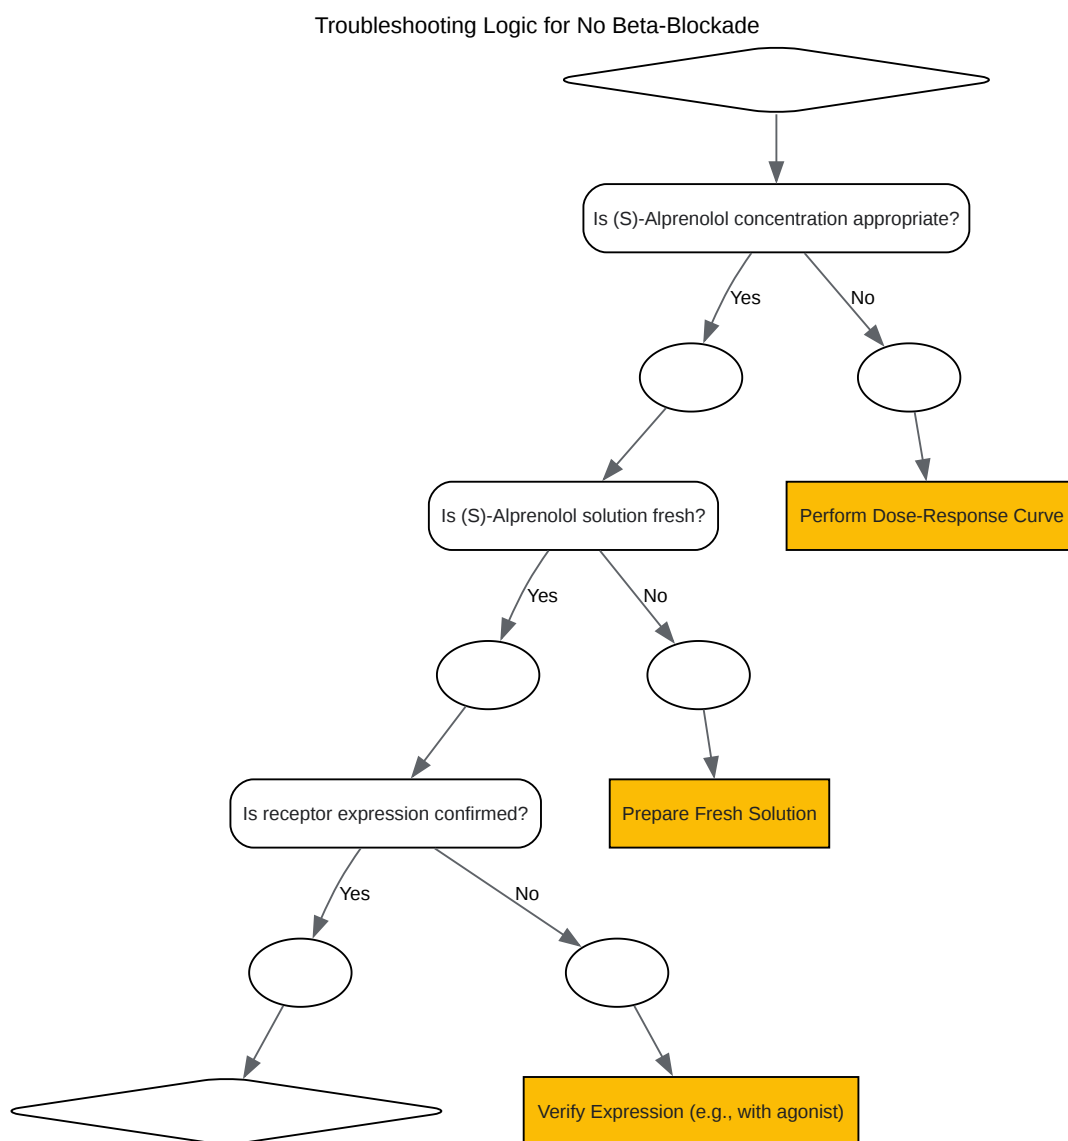 Troubleshooting Logic for No Beta-Blockade
Is (S)-Alprenolol concentration appropriate?
Yes
No
Is (S)-Alprenolol solution fresh?
Perform Dose-Response Curve
Yes
No
Is receptor expression confirmed?
Prepare Fresh Solution
Yes
No
Verify Expression (e.g., with agonist)